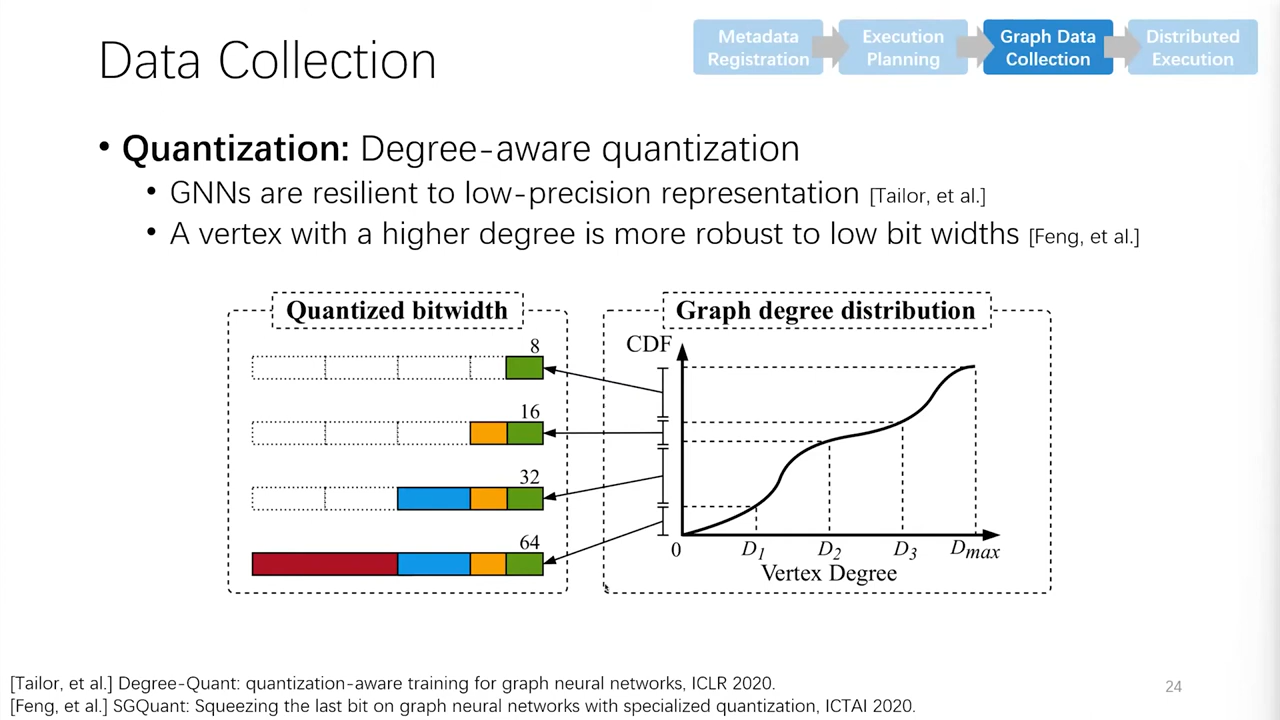 Data Collection
Metadata
Registration
Execution
Planning
Graph Data
Collection
Distributed
Execution
• Quantization: Degree-aware quantization
• GNNs are resilient to low-precision representation [Tailor, et al.]
• A vertex with a higher degree is more robust to low bit widths [Feng, et al.]
Quantized bitwidth
8
16
32
64
Graph degree distribution
CDF
0
D1
D2
D3
Dmax
Vertex Degree
[Tailor, et al.] Degree-Quant: quantization-aware training for graph neural networks, ICLR 2020.
[Feng, et al.] SGQuant: Squeezing the last bit on graph neural networks with specialized quantization, ICTAI 2020.
24